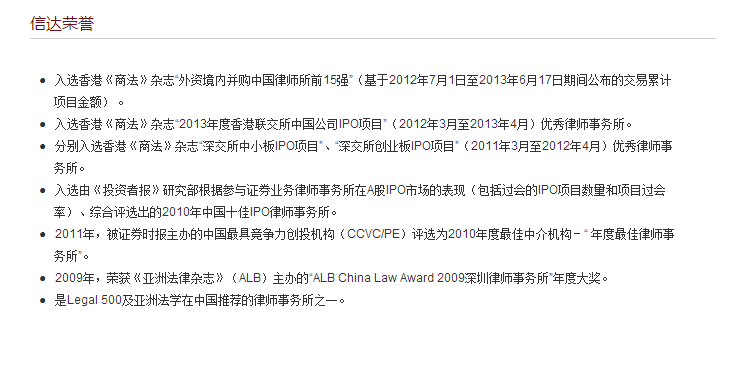 信达荣誉
入选香港《商法》杂志“外资境内并购中国律师所前15强”（基于2012年7月1日至2013年6月17日期间公布的交易累计
项目金额）。
入选香港《商法》杂志“2013年度香港联交所中国公司IPO项目”（2012年3月至2013年4月）优秀律师事务所。
分别入选香港《商法》杂志“深交所中小板IPO项目”、“深交所创业板IPO项目”（2011年3月至2012年4月）优秀律师事
务所。
入选由《投资者报》研究部根据参与证券业务律师事务所在A股IPO市场的表现（包括过会的IPO项目数量和项目过会
率）、综合评选出的2010年中国十佳IPO律师事务所。
2011年，被证券时报主办的中国最具竞争力创投机构（CCVC/PE）评选为2010年度最佳中介机构－“ 年度最佳律师事
务所”。
2009年，荣获《亚洲法律杂志》（ALB）主办的“ALB China Law Award 2009深圳律师事务所”年度大奖。
是Legal 500及亚洲法学在中国推荐的律师事务所之一。